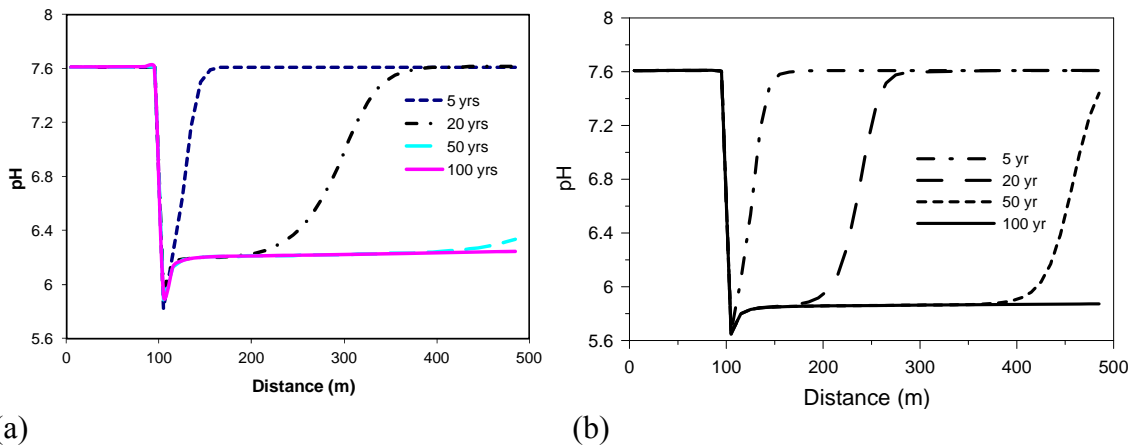 8
7.6
7.2
6.8
6.4
6
5.6
pH
5 yrs
20 yrs
50 yrs
100 yrs
0 100 200 300 400 500
Distance (m)
(a)
8
7.6
7.2
6.8
6.4
6
5.6
pH
5 yr
20 yr
50 yr
100 yr
0 100 200 300 400 500
Distance (m)
(b)